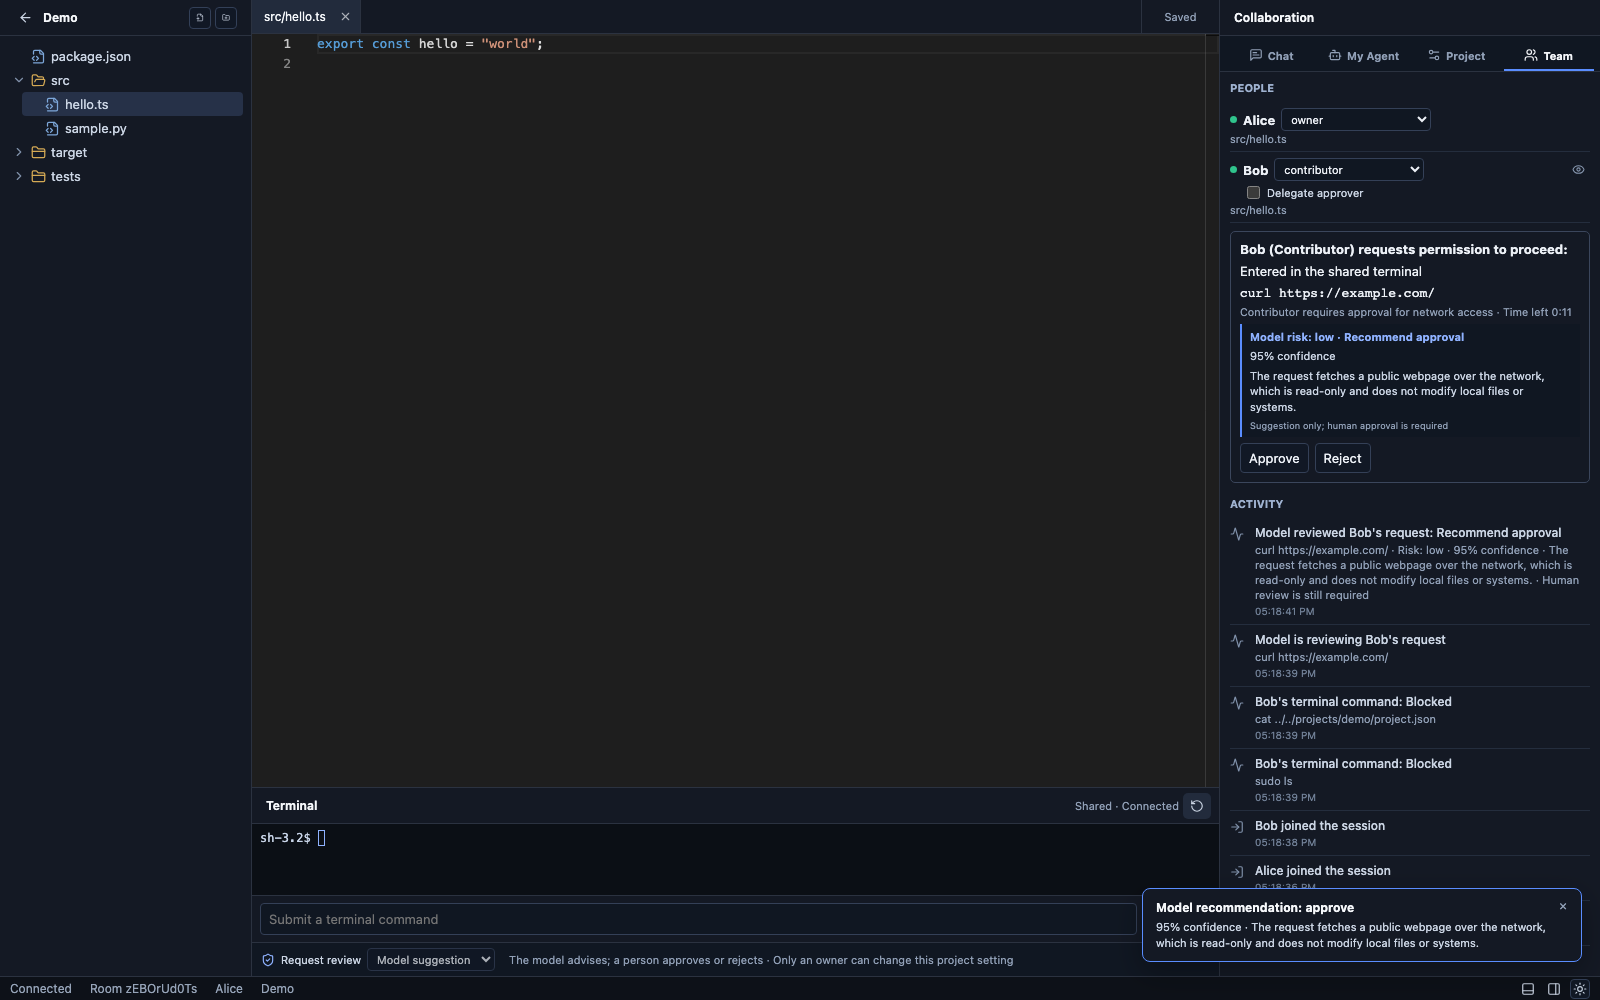 Demo
package.json
src
hello.ts
sample.py
target
tests
src/hello.ts
Saved
1 export const hello = "world";
2
Terminal
Shared · Connected
sh-3.2$
Submit a terminal command
Request review
Model suggestion
The model advises; a person approves or rejects · Only an owner can change this project setting
Collaboration
Chat
My Agent
Project
Team
PEOPLE
Alice owner
src/hello.ts
Bob contributor
Delegate approver
src/hello.ts
Bob (Contributor) requests permission to proceed:
Entered in the shared terminal
curl https://example.com/
Contributor requires approval for network access · Time left 0:11
Model risk: low · Recommend approval
95% confidence
The request fetches a public webpage over the network,
which is read-only and does not modify local files or
systems.
Suggestion only; human approval is required
Approve
Reject
ACTIVITY
Model reviewed Bob's request: Recommend approval
curl https://example.com/ · Risk: low · 95% confidence · The
request fetches a public webpage over the network, which is
read-only and does not modify local files or systems. · Human
review is still required
05:18:41 PM
Model is reviewing Bob's request
curl https://example.com/
05:18:39 PM
Bob's terminal command: Blocked
cat ../../projects/demo/project.json
05:18:39 PM
Bob's terminal command: Blocked
sudo ls
05:18:39 PM
Bob joined the session
05:18:38 PM
Alice joined the session
05:18:36 PM
Model recommendation: approve
95% confidence · The request fetches a public webpage over the network,
which is read-only and does not modify local files or systems.
Connected
Room zEBOrUd0Ts
Alice
Demo